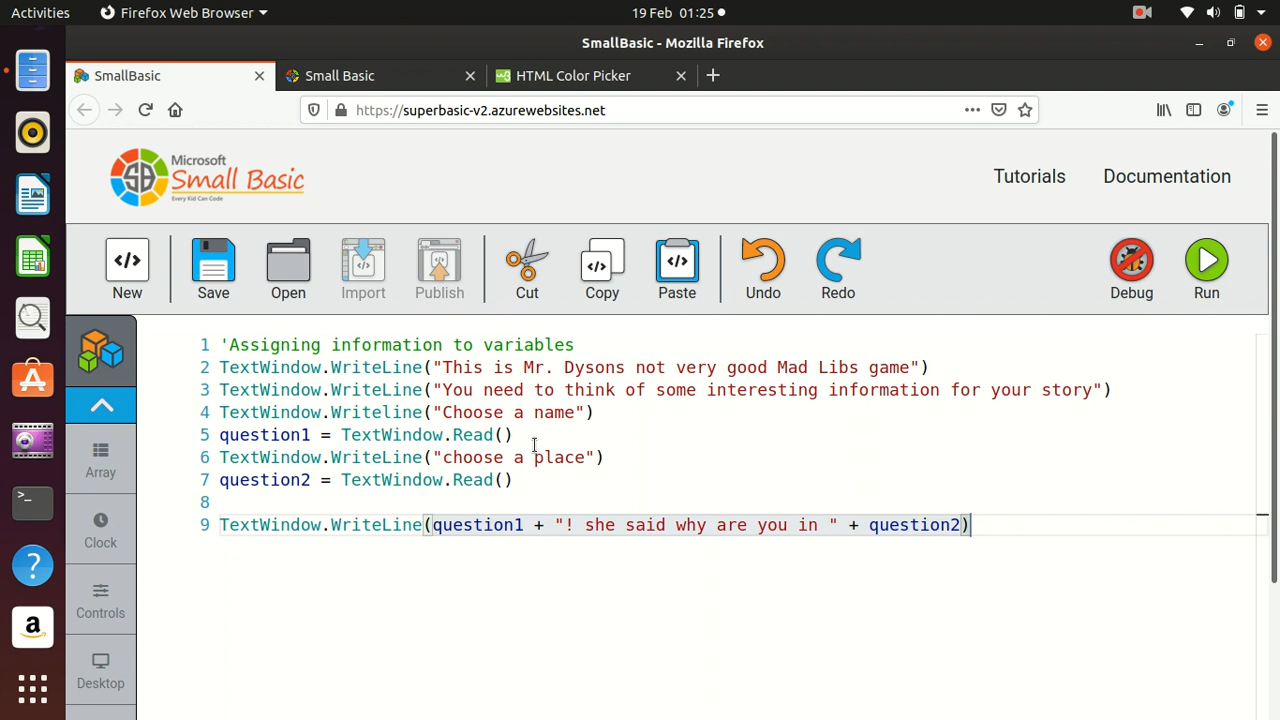 Activities Firefox Web Browser 19 Feb 01:25
SmallBasic - Mozilla Firefox
SmallBasic Small Basic HTML Color Picker
https://superbasic-v2.azurewebsites.net
Microsoft
Small Basic
Every Kid Can Code
Tutorials Documentation
New Save Open Import Publish Cut Copy Paste Undo Redo Debug Run
1 'Assigning information to variables
2 TextWindow.WriteLine("This is Mr. Dysons not very good Mad Libs game")
3 TextWindow.WriteLine("You need to think of some interesting information for your story")
4 TextWindow.Writeline("Choose a name")
5 question1 = TextWindow.Read()
6 TextWindow.WriteLine("choose a place")
7 question2 = TextWindow.Read()
8
9 TextWindow.WriteLine(question1 + "! she said why are you in " + question2)
Array
Clock
Controls
Desktop